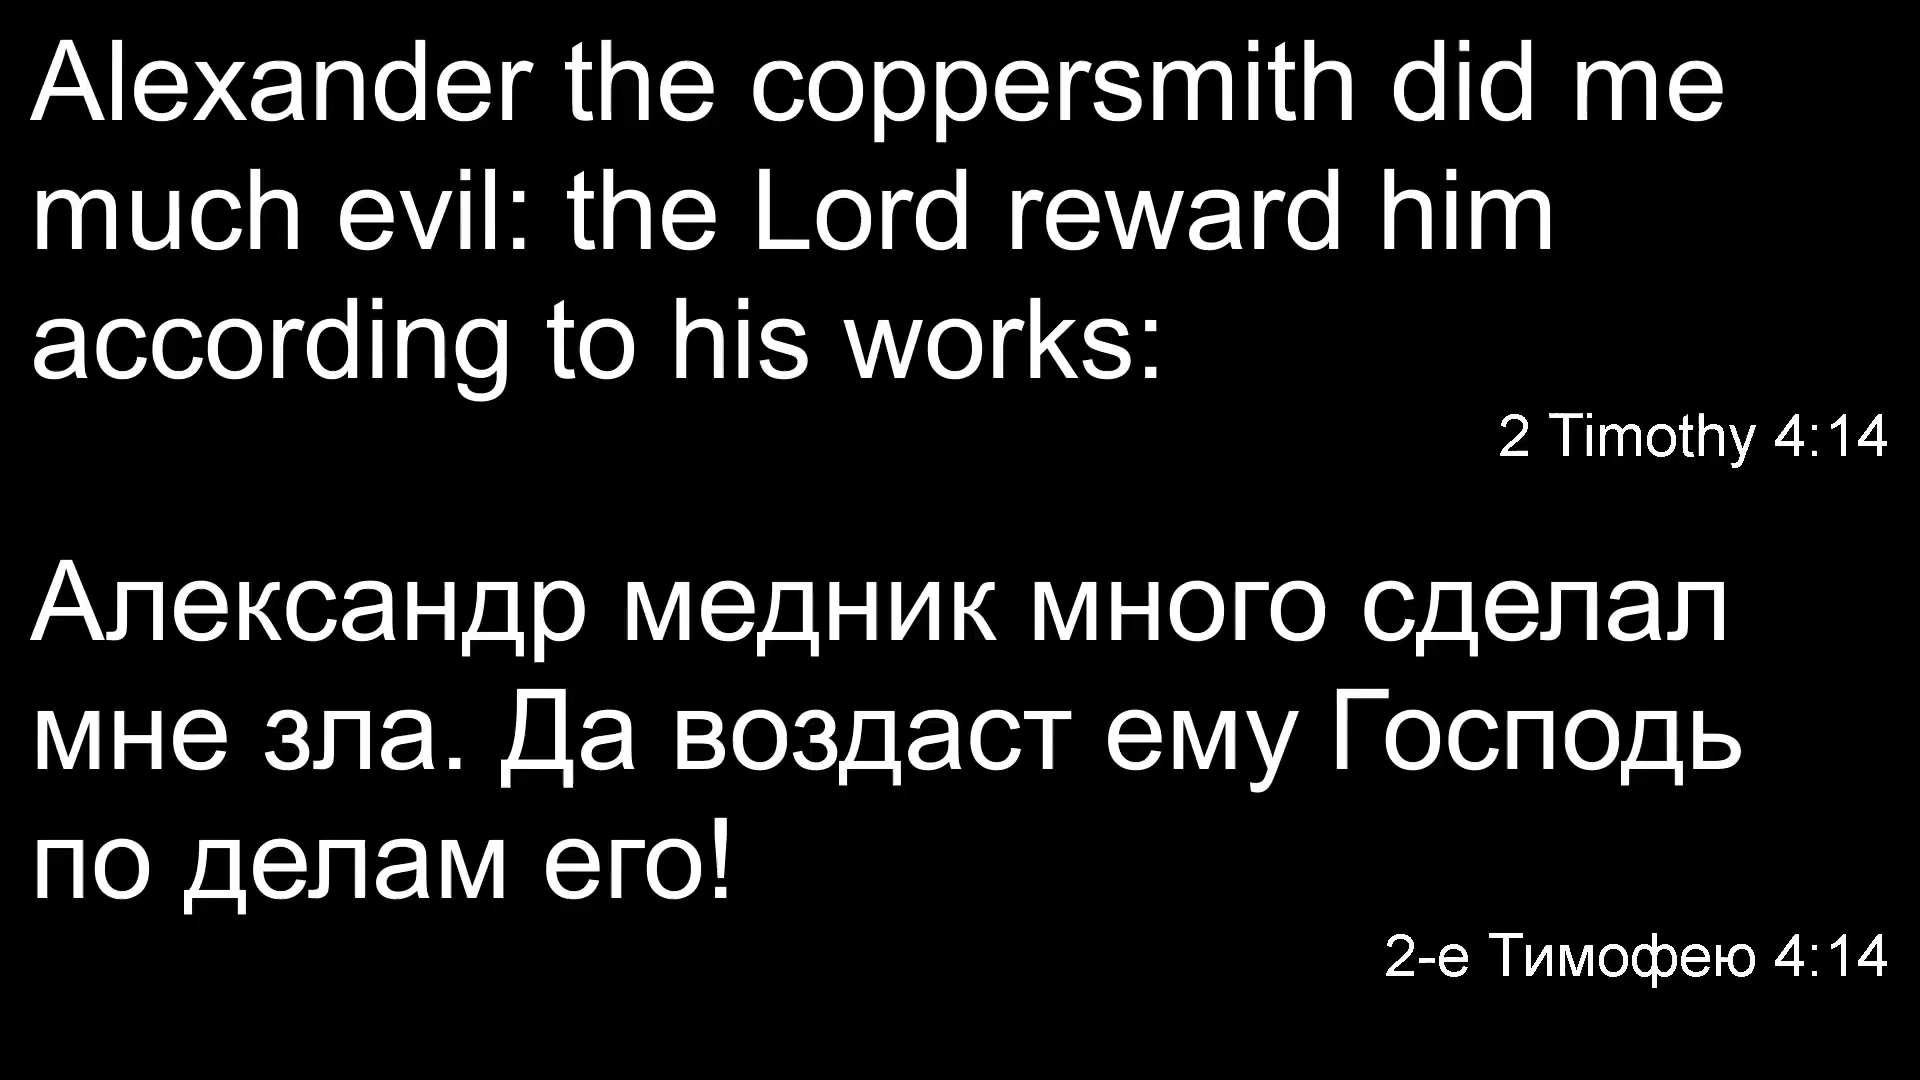 Alexander the coppersmith did me
much evil: the Lord reward him
according to his works:
2 Timothy 4:14
Александр медник много сделал
мне зла. Да воздаст ему Господь
по делам его!
2-е Тимофею 4:14